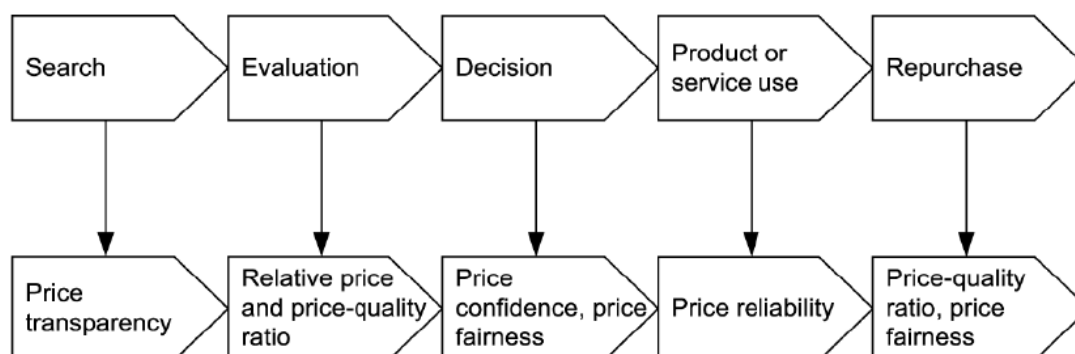 Search
Evaluation
Decision
Product or
service use
Repurchase
Price
transparency
Relative price
and price-quality
ratio
Price
confidence, price
fairness
Price reliability
Price-quality
ratio, price
fairness